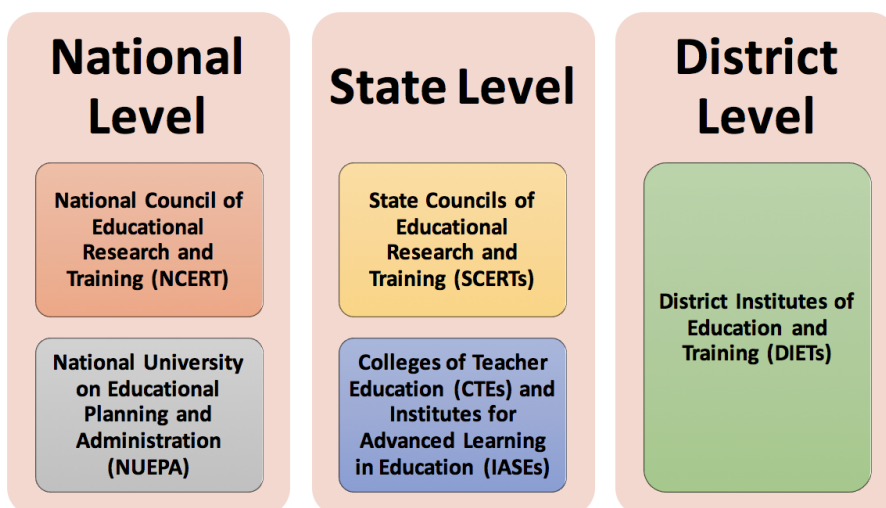 National
Level
National Council of
Educational
Research and
Training (NCERT)
National University
on Educational
Planning and
Administration
(NUEPA)
State Level
State Councils of
Educational
Research and
Training (SCERTs)
Colleges of Teacher
Education (CTEs) and
Institutes for
Advanced Learning
in Education (IASEs)
District
Level
District Institutes of
Education and
Training (DIETs)